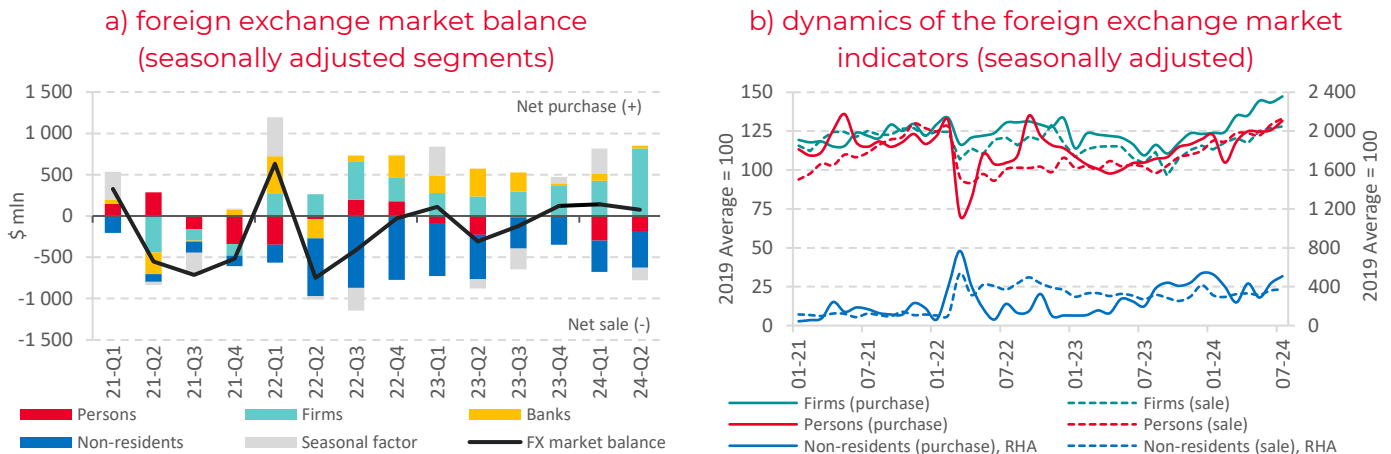 a) foreign exchange market balance
(seasonally adjusted segments)
1 500
1 000
500
0
-500
-1 000
-1 500
$ mln
Net purchase (+)
Net sale (-)
21-Q1
21-Q2
21-Q3
21-Q4
22-Q1
22-Q2
22-Q3
22-Q4
23-Q1
23-Q2
23-Q3
23-Q4
24-Q1
24-Q2
Persons
Firms
Banks
Non-residents
Seasonal factor
FX market balance
b) dynamics of the foreign exchange market
indicators (seasonally adjusted)
150
125
100
75
50
25
0
2019 Average = 100
2 400
2 000
1 600
1 200
800
400
0
2019 Average = 100
01-21
07-21
01-22
07-22
01-23
07-23
01-24
07-24
Firms (purchase)
Firms (sale)
Persons (purchase)
Persons (sale)
Non-residents (purchase), RHA
Non-residents (sale), RHA